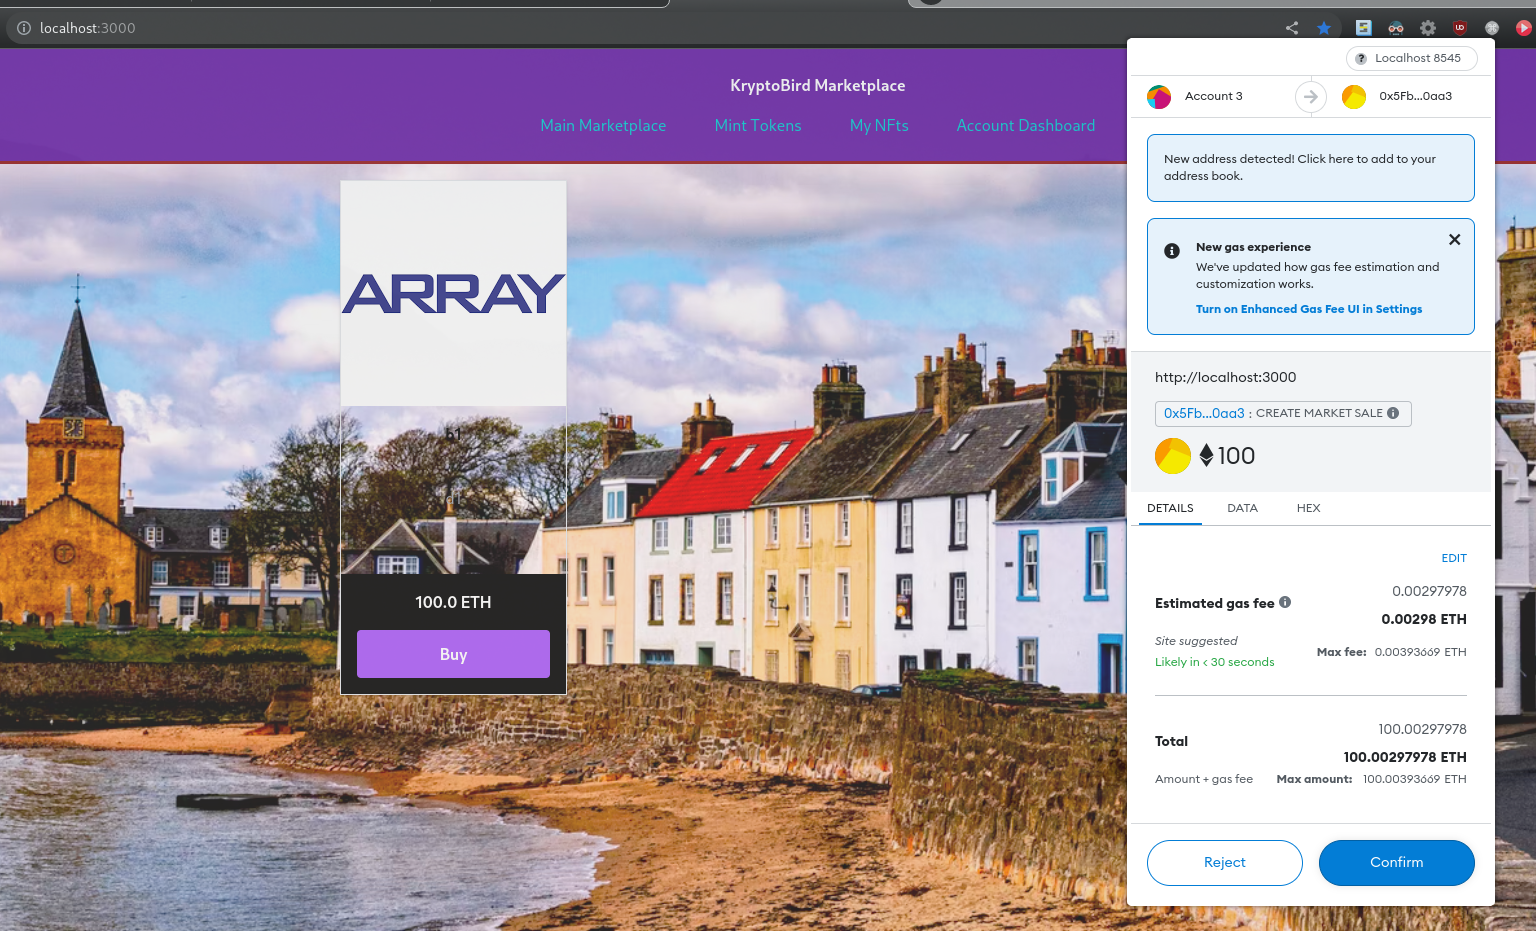 localhost:3000
KryptoBird Marketplace
Main Marketplace
Mint Tokens
My NFts
Account Dashboard
ARRAY
51
100.0 ETH
Buy
Localhost 8545
Account 3
0x5Fb...0aa3
New address detected! Click here to add to your
address book.
New gas experience
We've updated how gas fee estimation and
customization works.
Turn on Enhanced Gas Fee UI in Settings
http://localhost:3000
0x5Fb...0aa3 : CREATE MARKET SALE
100
DETAILS
DATA
HEX
EDIT
Estimated gas fee
0.00297978
0.00298 ETH
Site suggested
Likely in < 30 seconds
Max fee: 0.00393669 ETH
Total
100.00297978
100.00297978 ETH
Amount + gas fee
Max amount: 100.00393669 ETH
Reject
Confirm